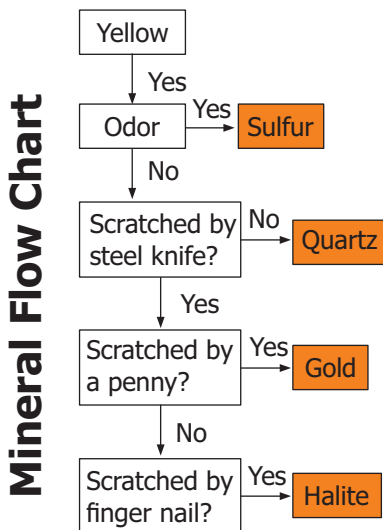 Mineral Flow Chart
Yellow
Yes
Odor
Yes
Sulfur
No
Scratched by
steel knife?
No
Quartz
Yes
Scratched by
a penny?
Yes
Gold
No
Scratched by
finger nail?
Yes
Halite